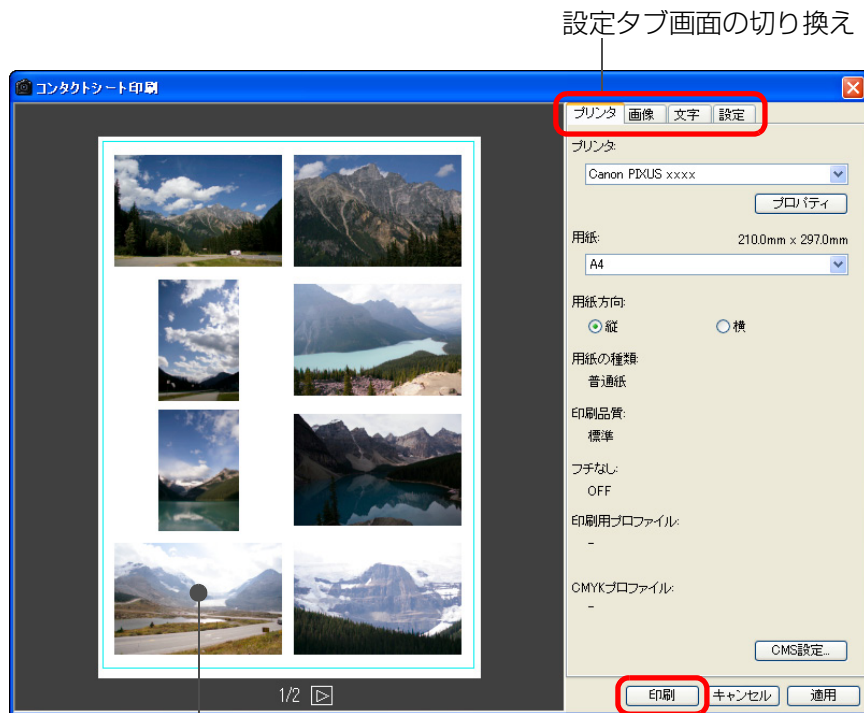 設定タブ画面の切り換え
コンタクトシート印刷
プリンタ 画像 文字 設定
プリンタ:
Canon PIXUS xxxx
プロパティ
用紙: 210.0mm x 297.0mm
A4
用紙方向:
縦 横
用紙の種類:
普通紙
印刷品質:
標準
フチなし:
OFF
印刷用プロファイル:
-
CMYKプロファイル:
-
CMS設定...
1/2
印刷 キャンセル 適用